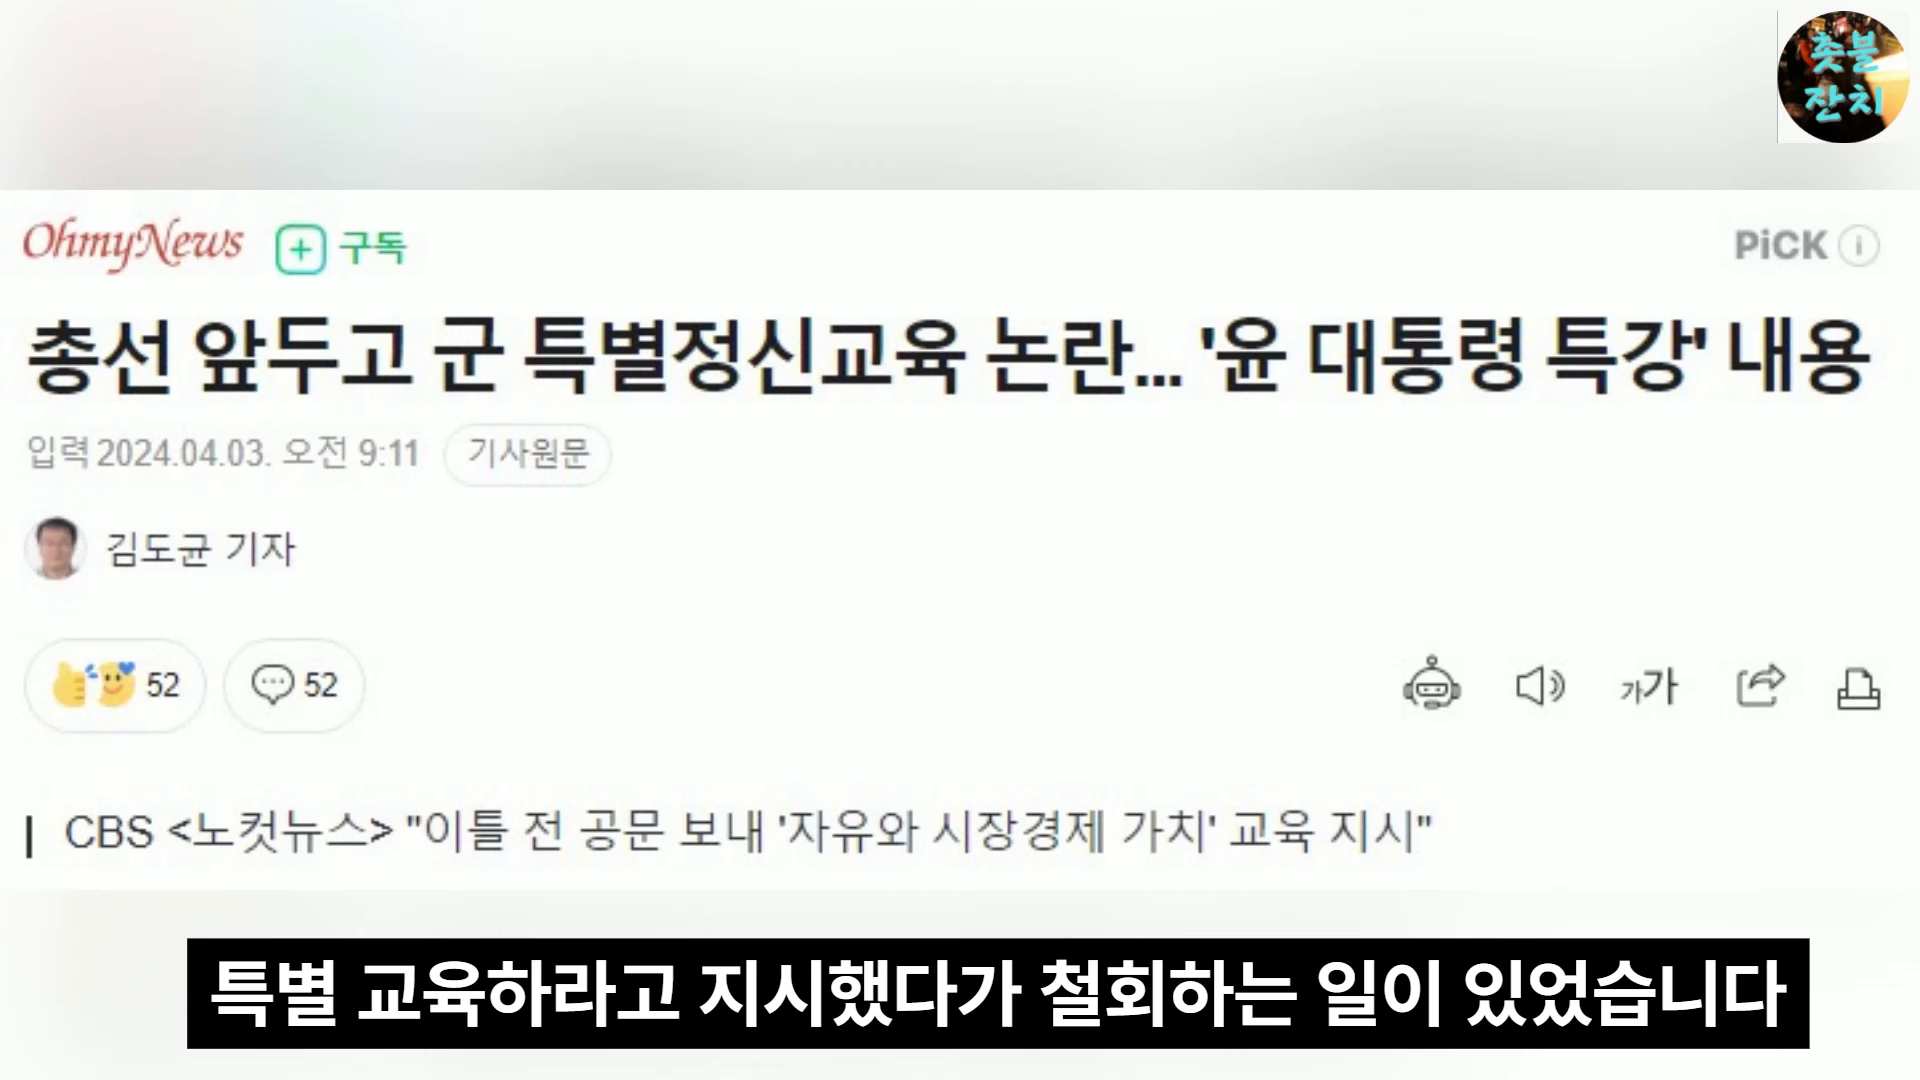 촛불
잔치
OhmyNews + 구독 PiCK i
총선 앞두고 군 특별정신교육 논란... '윤 대통령 특강' 내용
입력 2024.04.03. 오전 9:11 기사원문
김도균 기자
52 52 가가
CBS <노컷뉴스> "이틀 전 공문 보내 '자유와 시장경제 가치' 교육 지시"
특별 교육하라고 지시했다가 철회하는 일이 있었습니다